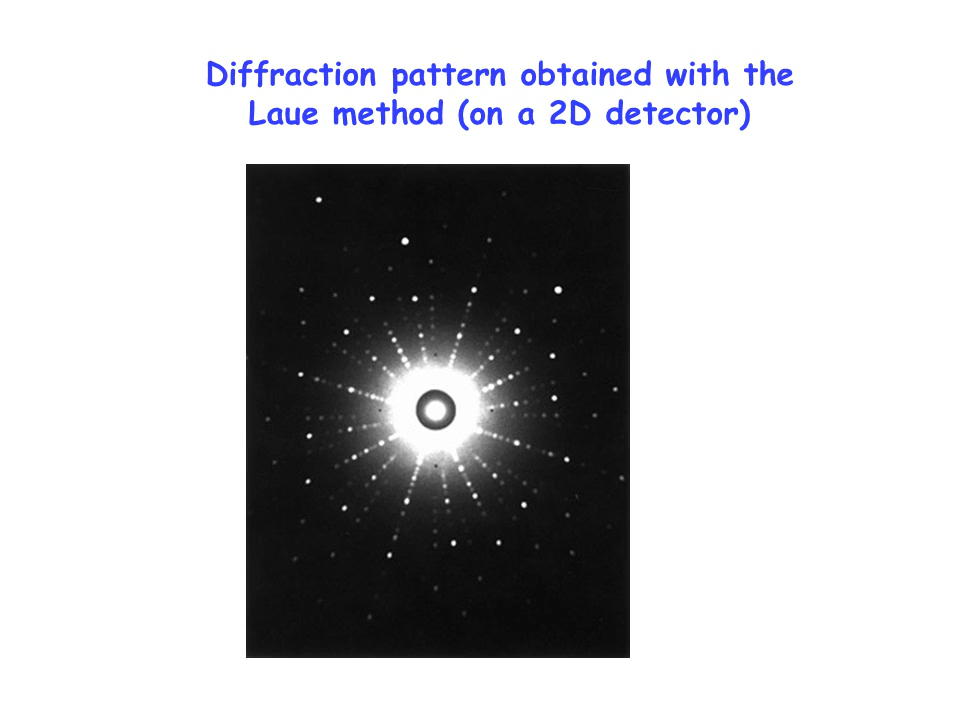 Diffraction pattern obtained with the
Laue method (on a 2D detector)